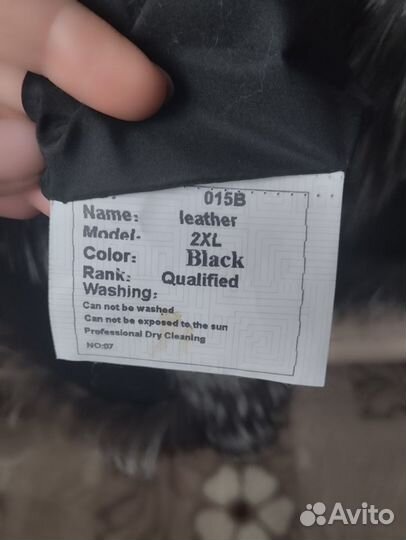 015B
Name: leather
Model- 2XL
Color: Black
Rank: Qualified
Washing:
Can not be washed
Can not be exposed to the sun
Professional Dry Cleaning
NO:07
Avito